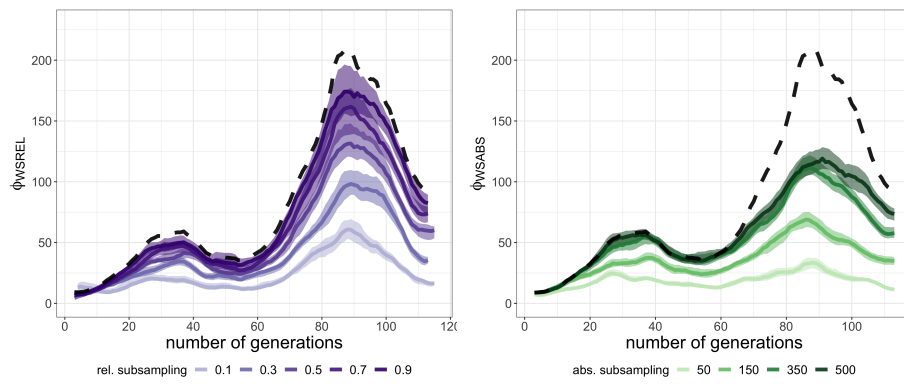 200
150
100
50
0
ϕWSREL
0 20 40 60 80 100 120
number of generations
rel. subsampling 0.1 0.3 0.5 0.7 0.9
200
150
100
50
0
ϕWSABS
0 20 40 60 80 100
number of generations
abs. subsampling 50 150 350 500